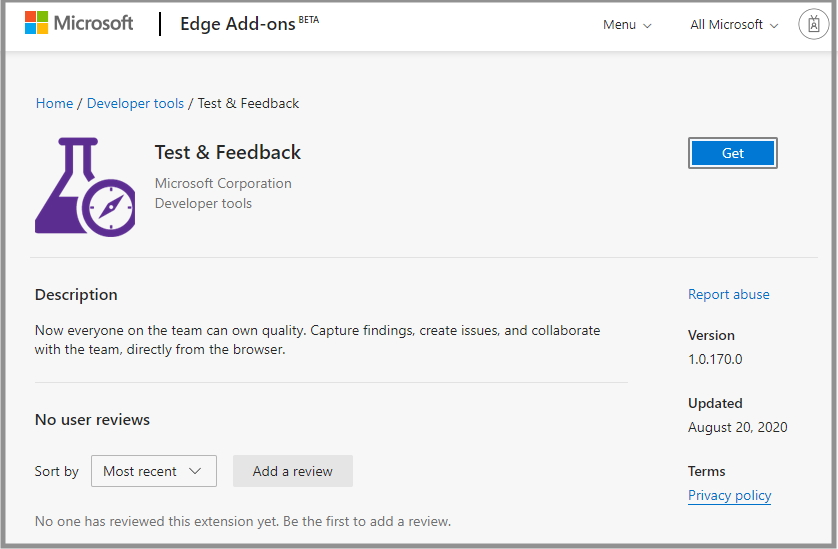 Microsoft | Edge Add-ons BETA Menu All Microsoft
Home / Developer tools / Test & Feedback
Test & Feedback
Get
Microsoft Corporation
Developer tools
Description
Now everyone on the team can own quality. Capture findings, create issues, and collaborate
with the team, directly from the browser.
No user reviews
Sort by Most recent Add a review
No one has reviewed this extension yet. Be the first to add a review.
Report abuse
Version
1.0.170.0
Updated
August 20, 2020
Terms
Privacy policy